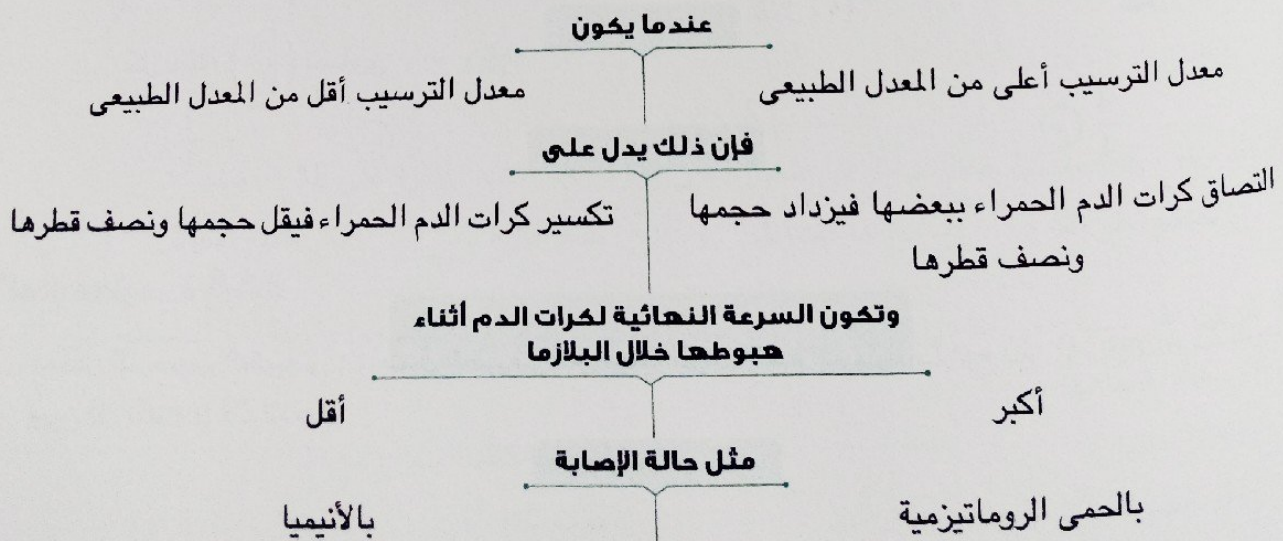 عندما يكون
معدل الترسيب أعلى من المعدل الطبيعى
معدل الترسيب أقل من المعدل الطبيعى
فإن ذلك يدل على
التصاق كرات الدم الحمراء ببعضها فيزداد حجمها
ونصف قطرها
تكسير كرات الدم الحمراء فيقل حجمها ونصف قطرها
وتكون السرعة النهائية لكرات الدم أثناء
هبوطها خلال البلازما
أكبر
أقل
مثل حالة الإصابة
بالحمى الروماتيزمية
بالأنيميا